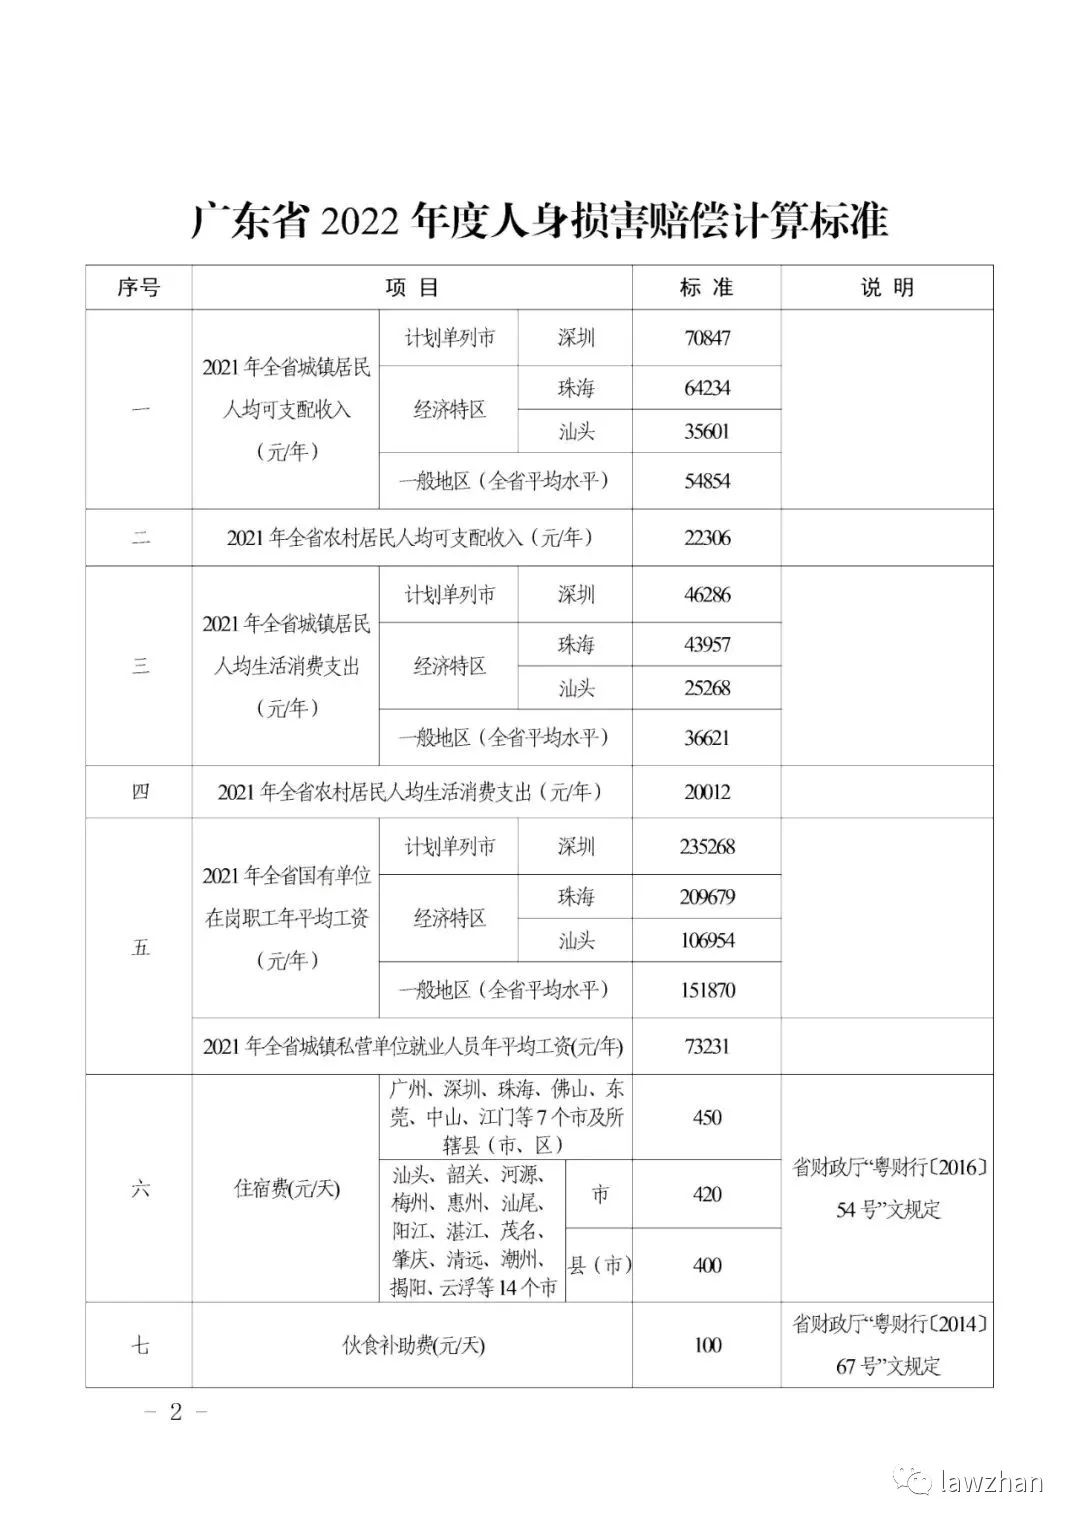 广东省 2022 年度人身损害赔偿计算标准
序号 项 目 标 准 说 明
一
2021 年全省城镇居民
人均可支配收入
（元/年）
计划单列市 深圳 70847
经济特区
珠海 64234
汕头 35601
一般地区（全省平均水平） 54854
二 2021 年全省农村居民人均可支配收入（元/年） 22306
三
2021 年全省城镇居民
人均生活消费支出
（元/年）
计划单列市 深圳 46286
经济特区
珠海 43957
汕头 25268
一般地区（全省平均水平） 36621
四 2021 年全省农村居民人均生活消费支出（元/年） 20012
五
2021 年全省国有单位
在岗职工年平均工资
（元/年）
计划单列市 深圳 235268
经济特区
珠海 209679
汕头 106954
一般地区（全省平均水平） 151870
2021 年全省城镇私营单位就业人员年平均工资(元/年) 73231
六 住宿费(元/天)
广州、深圳、珠海、佛山、东
莞、中山、江门等 7 个市及所
辖县（市、区）
450
汕头、韶关、河源、
梅州、惠州、汕尾、
阳江、湛江、茂名、
肇庆、清远、潮州、
揭阳、云浮等 14 个市
市 420
县（市） 400
省财政厅“粤财行〔2016〕
54 号”文规定
七 伙食补助费(元/天) 100
省财政厅“粤财行〔2014〕
67 号”文规定
- 2 -
lawzhan